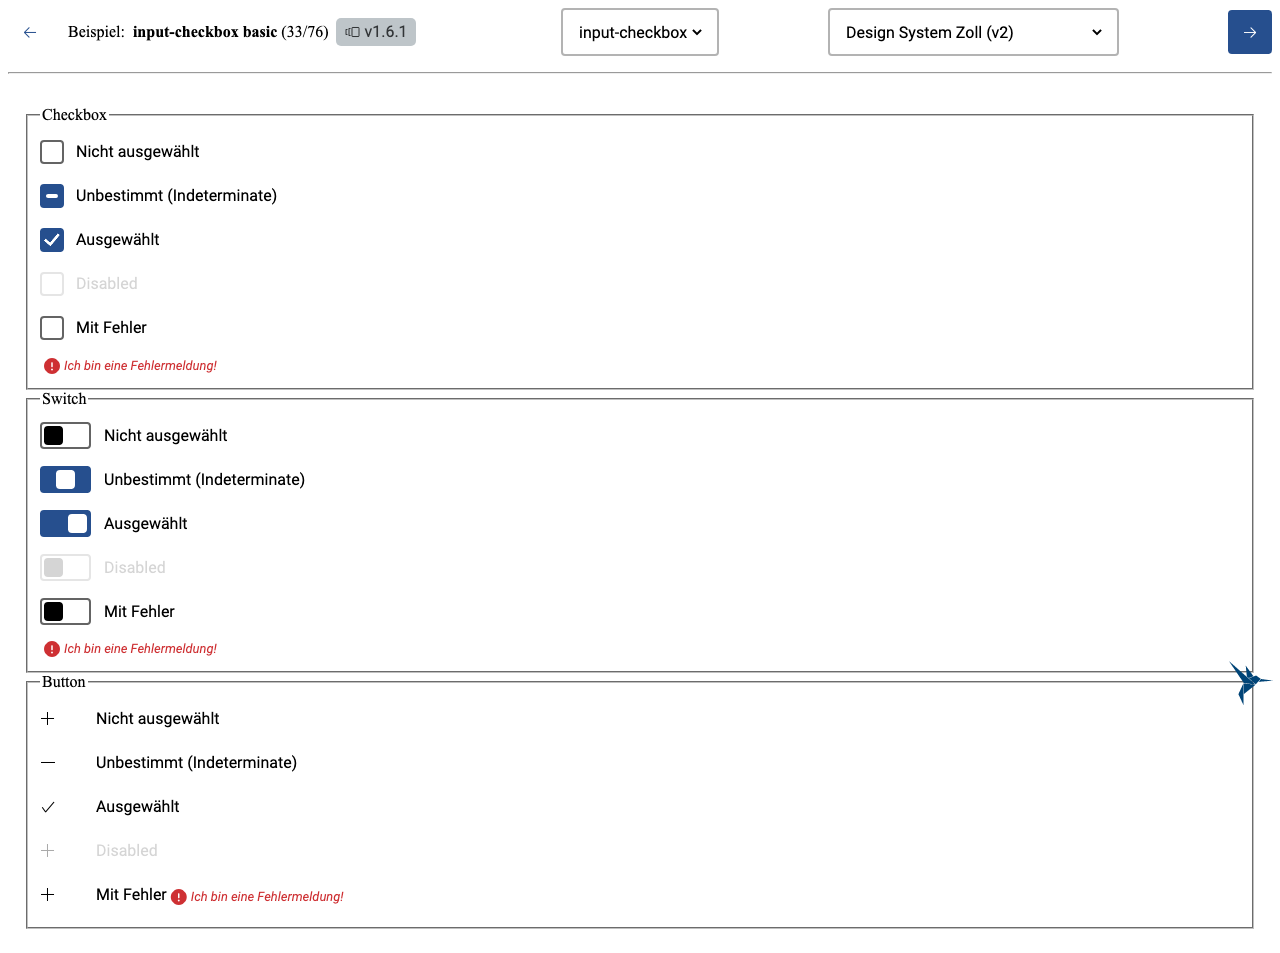 Beispiel: input-checkbox basic (33/76) v1.6.1 input-checkbox Design System Zoll (v2)
Checkbox
Nicht ausgewählt
Unbestimmt (Indeterminate)
Ausgewählt
Disabled
Mit Fehler
Ich bin eine Fehlermeldung!
Switch
Nicht ausgewählt
Unbestimmt (Indeterminate)
Ausgewählt
Disabled
Mit Fehler
Ich bin eine Fehlermeldung!
Button
Nicht ausgewählt
Unbestimmt (Indeterminate)
Ausgewählt
Disabled
Mit Fehler Ich bin eine Fehlermeldung!